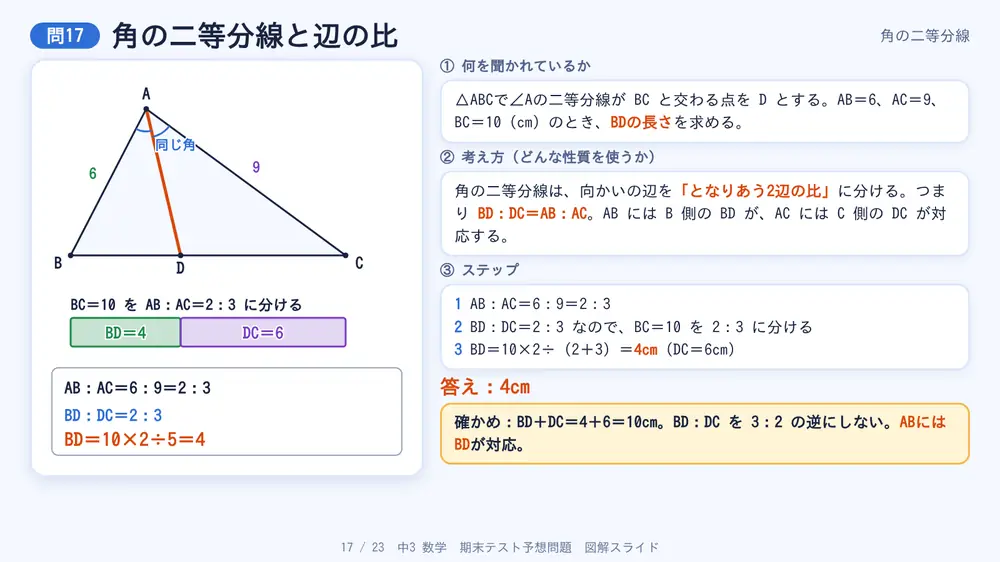 問17
角の二等分線と辺の比
角の二等分線
A
同じ角
6
9
B
D
C
BC=10 を AB:AC=2:3 に分ける
BD=4
DC=6
AB:AC=6:9=2:3
BD:DC=2:3
BD=10×2÷5=4
① 何を聞かれているか
△ABCで∠Aの二等分線が BC と交わる点を D とする。AB=6、AC=9、
BC=10(cm)のとき、BDの長さを求める。
② 考え方(どんな性質を使うか)
角の二等分線は、向かいの辺を「となりあう2辺の比」に分ける。つま
り BD:DC=AB:AC。AB には B 側の BD が、AC には C 側の DC が対
応する。
③ ステップ
1 AB:AC=6:9=2:3
2 BD:DC=2:3 なので、BC=10 を 2:3 に分ける
3 BD=10×2÷(2+3)=4cm(DC=6cm)
答え:4cm
確かめ:BD+DC=4+6=10cm。BD:DC を 3:2 の逆にしない。ABには
BDが対応。
17 / 23 中3 数学 期末テスト予想問題 図解スライド